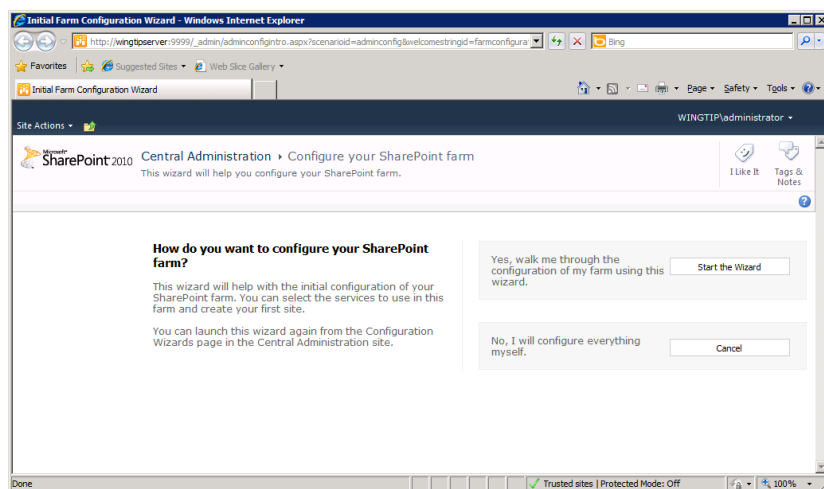 Initial Farm Configuration Wizard - Windows Internet Explorer
http://wingtipserver:9999/_admin/adminconfigintro.aspx?scenarioid=adminconfig&welcomestringid=farmconfigura
Bing
Favorites
Suggested Sites
Web Slice Gallery
Initial Farm Configuration Wizard
Page
Safety
Tools
Site Actions
WINGTIP\administrator
Microsoft
SharePoint 2010
Central Administration
Configure your SharePoint farm
This wizard will help you configure your SharePoint farm.
I Like It
Tags &
Notes
How do you want to configure your SharePoint
farm?
This wizard will help with the initial configuration of your
SharePoint farm. You can select the services to use in this
farm and create your first site.
You can launch this wizard again from the Configuration
Wizards page in the Central Administration site.
Yes, walk me through the
configuration of my farm using this
wizard.
Start the Wizard
No, I will configure everything
myself.
Cancel
Done
Trusted sites | Protected Mode: Off
100%